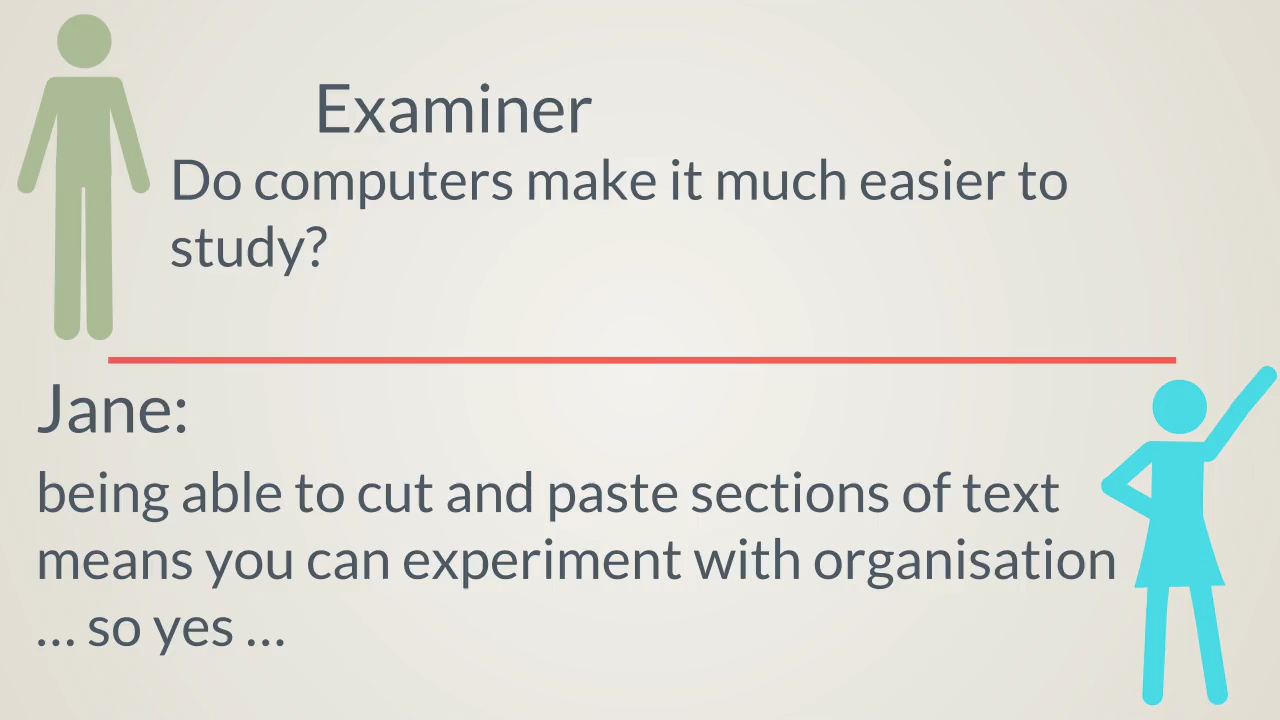 Examiner
Do computers make it much easier to
study?
Jane:
being able to cut and paste sections of text
means you can experiment with organisation
... so yes ...